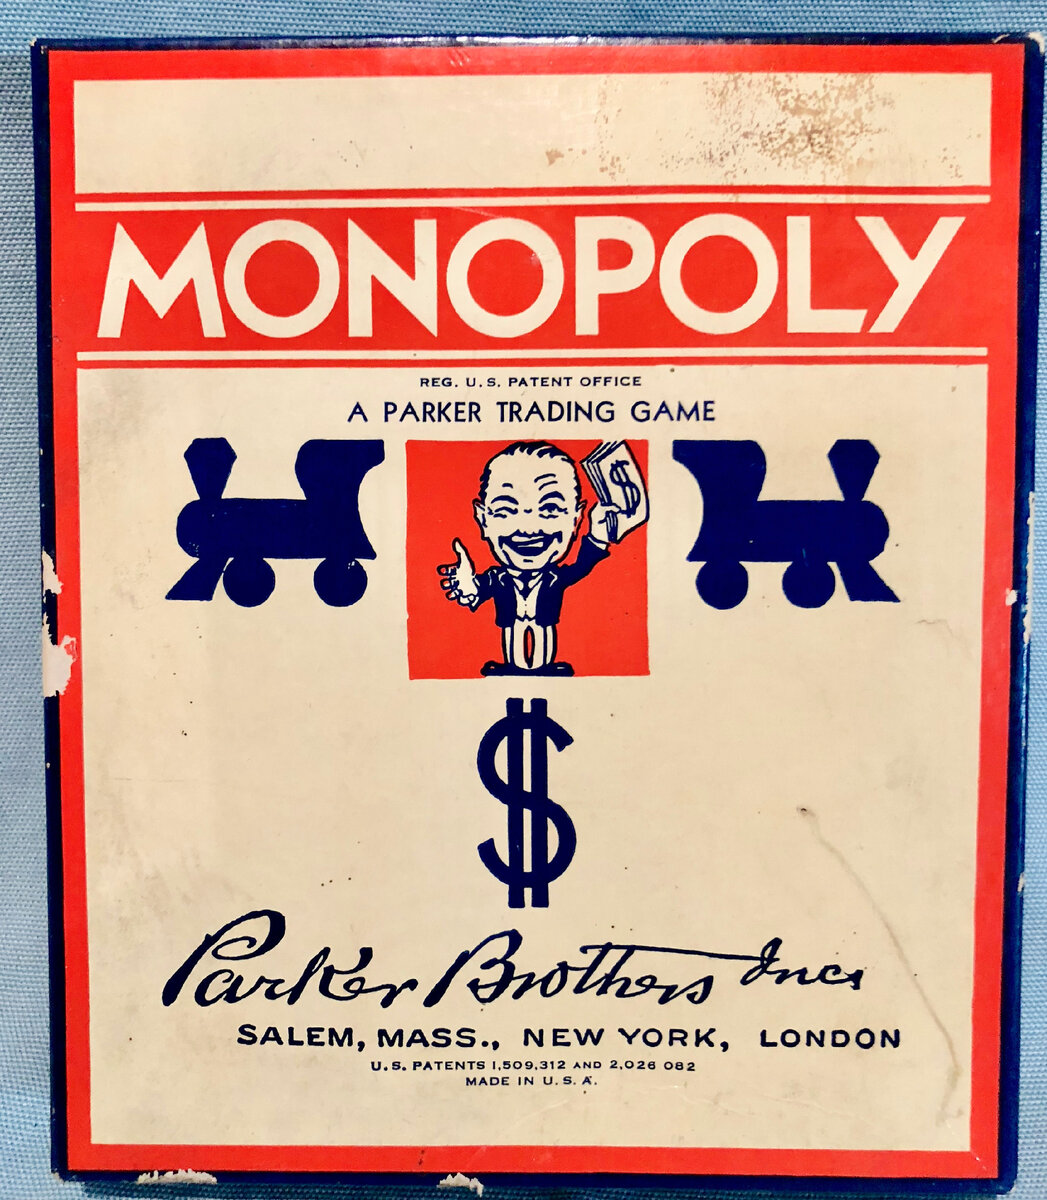 MONOPOLY
REG. U.S. PATENT OFFICE
A PARKER TRADING GAME
$
$
Parker Brothers Inc.
SALEM, MASS., NEW YORK, LONDON
U.S. PATENTS 1,509,312 AND 2,026 082
MADE IN U.S.A.